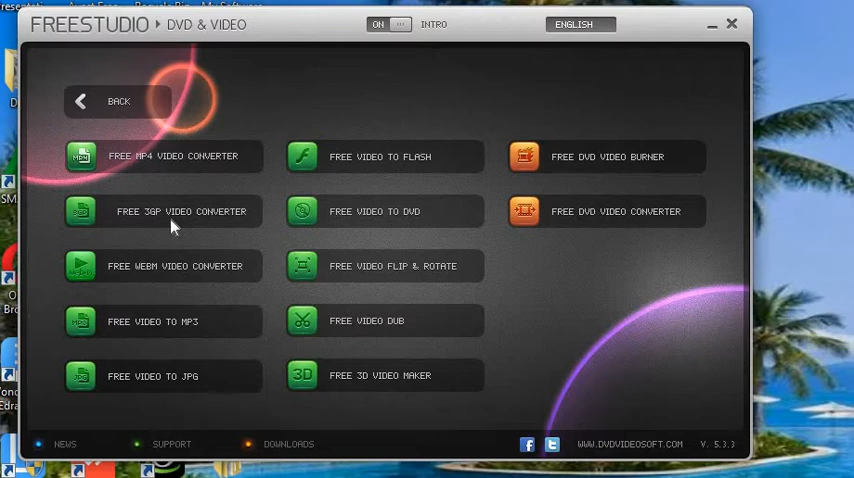 FREESTUDIO ▸ DVD & VIDEO
ON
INTRO
ENGLISH
BACK
FREE MP4 VIDEO CONVERTER
FREE VIDEO TO FLASH
FREE DVD VIDEO BURNER
FREE 3GP VIDEO CONVERTER
FREE VIDEO TO DVD
FREE DVD VIDEO CONVERTER
FREE WEBM VIDEO CONVERTER
FREE VIDEO FLIP & ROTATE
FREE VIDEO TO MP3
FREE VIDEO DUB
FREE VIDEO TO JPG
3D
FREE 3D VIDEO MAKER
NEWS
SUPPORT
DOWNLOADS
WWW.DVDVIDEOSOFT.COM
V. 5.3.3